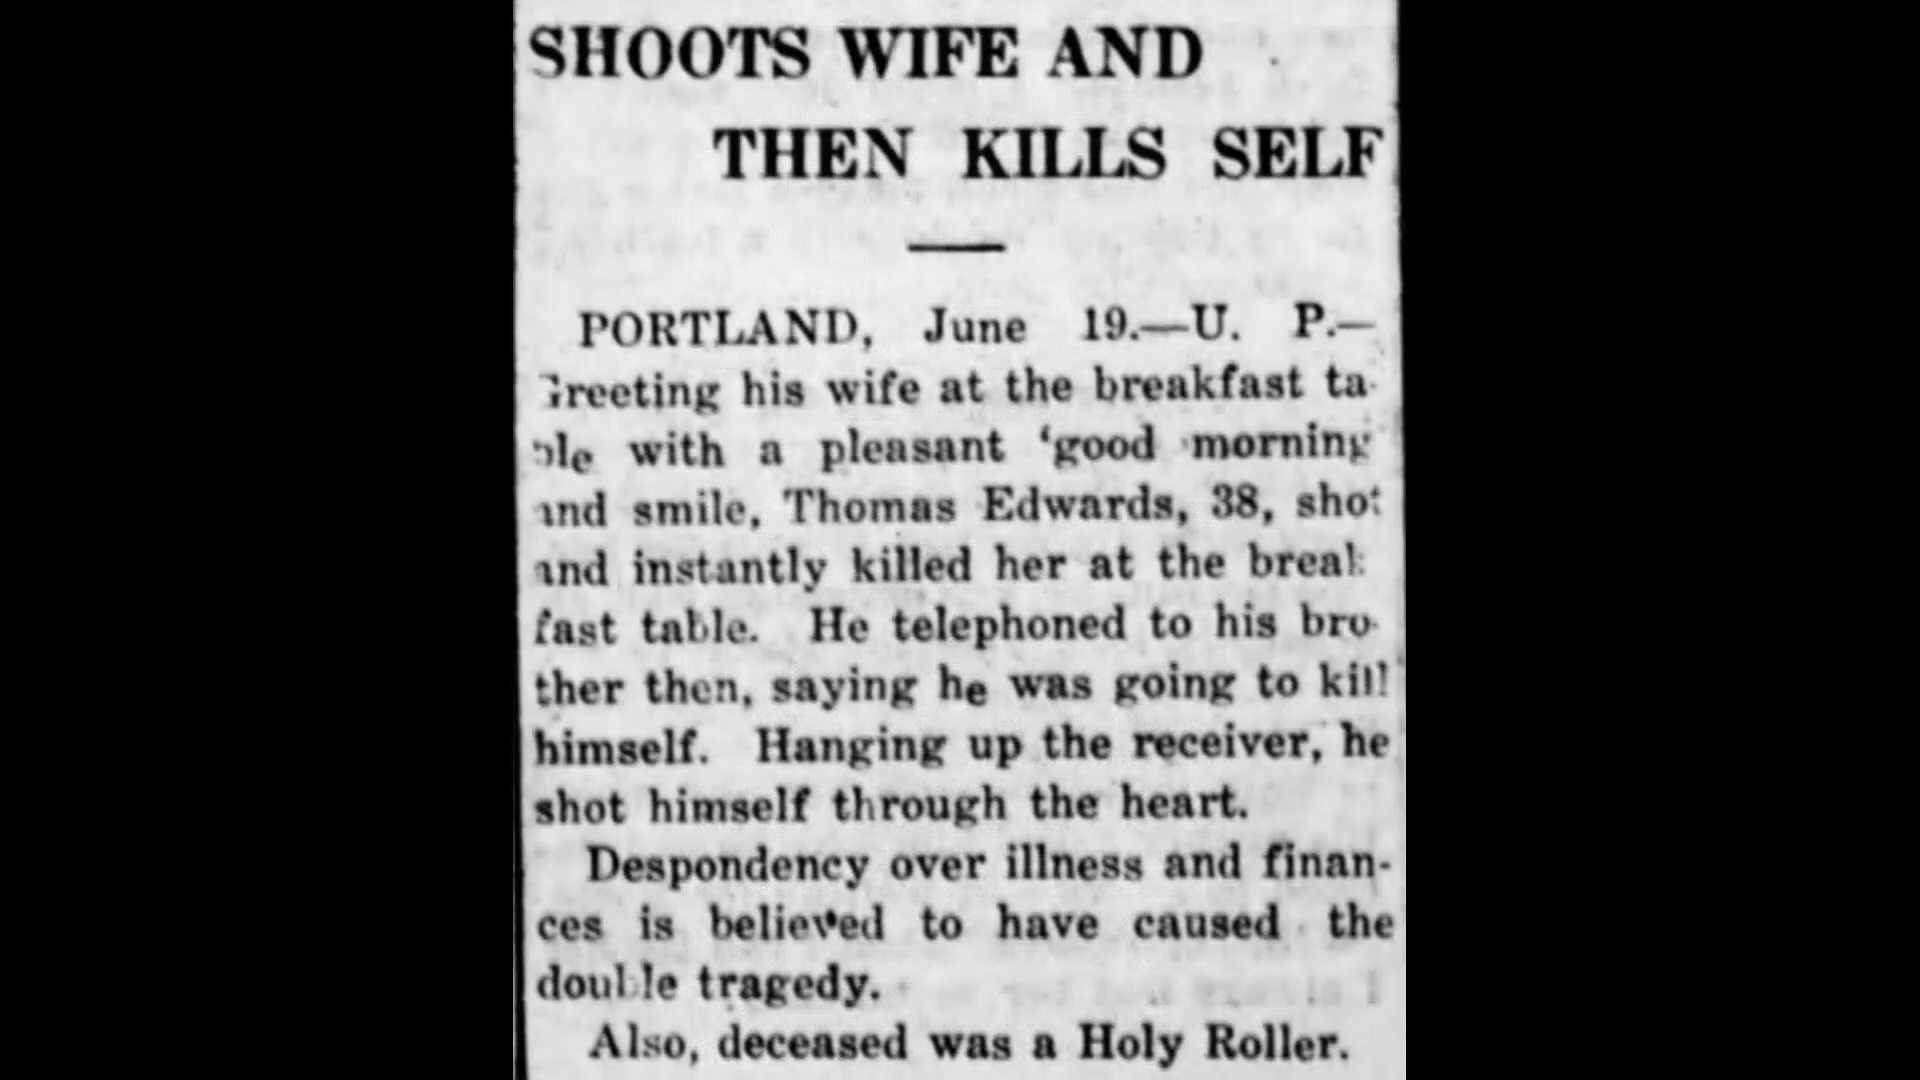 SHOOTS WIFE AND
THEN KILLS SELF
PORTLAND, June 19.—U. P.—
Greeting his wife at the breakfast ta-
ble with a pleasant 'good morning'
and smile, Thomas Edwards, 38, shot
and instantly killed her at the break-
fast table. He telephoned to his bro-
ther then, saying he was going to kill
himself. Hanging up the receiver, he
shot himself through the heart.
Despondency over illness and finan-
ces is believed to have caused the
double tragedy.
Also, deceased was a Holy Roller.